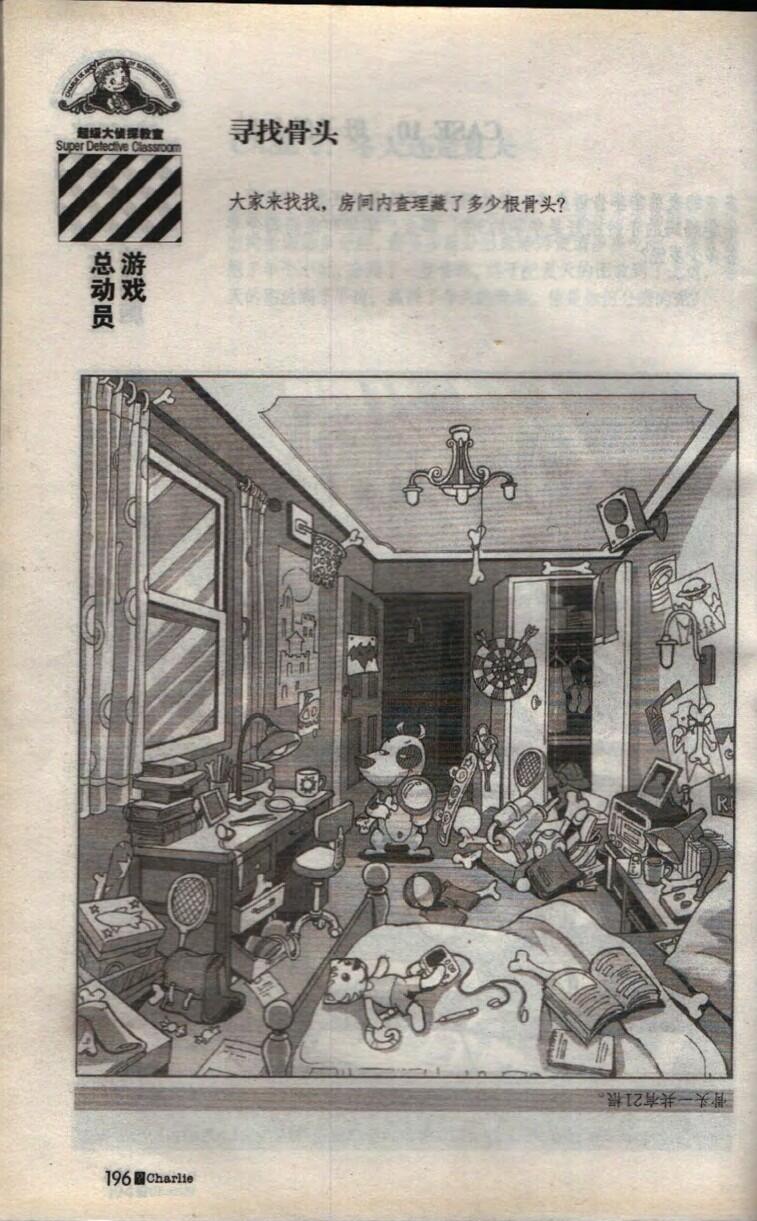 超级大侦探教室
Super Detective Classroom
游戏
总动员
寻找骨头
大家来找找，房间内查理藏了多少根骨头？
骨头一共有21根。
196 Charlie